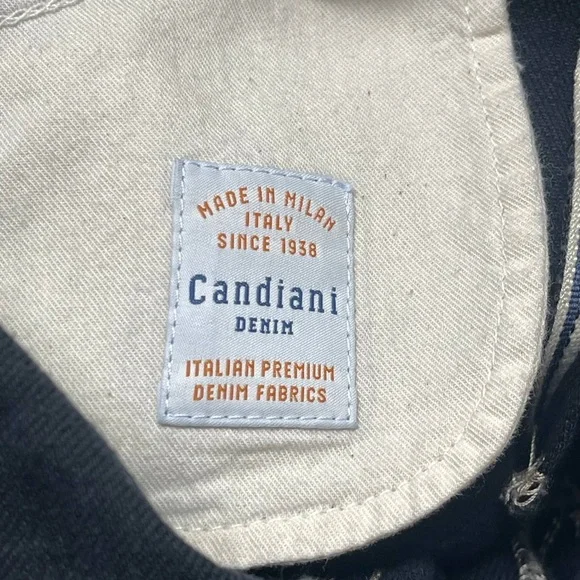 MADE IN MILAN
ITALY
SINCE 1938
Candiani
DENIM
ITALIAN PREMIUM
DENIM FABRICS